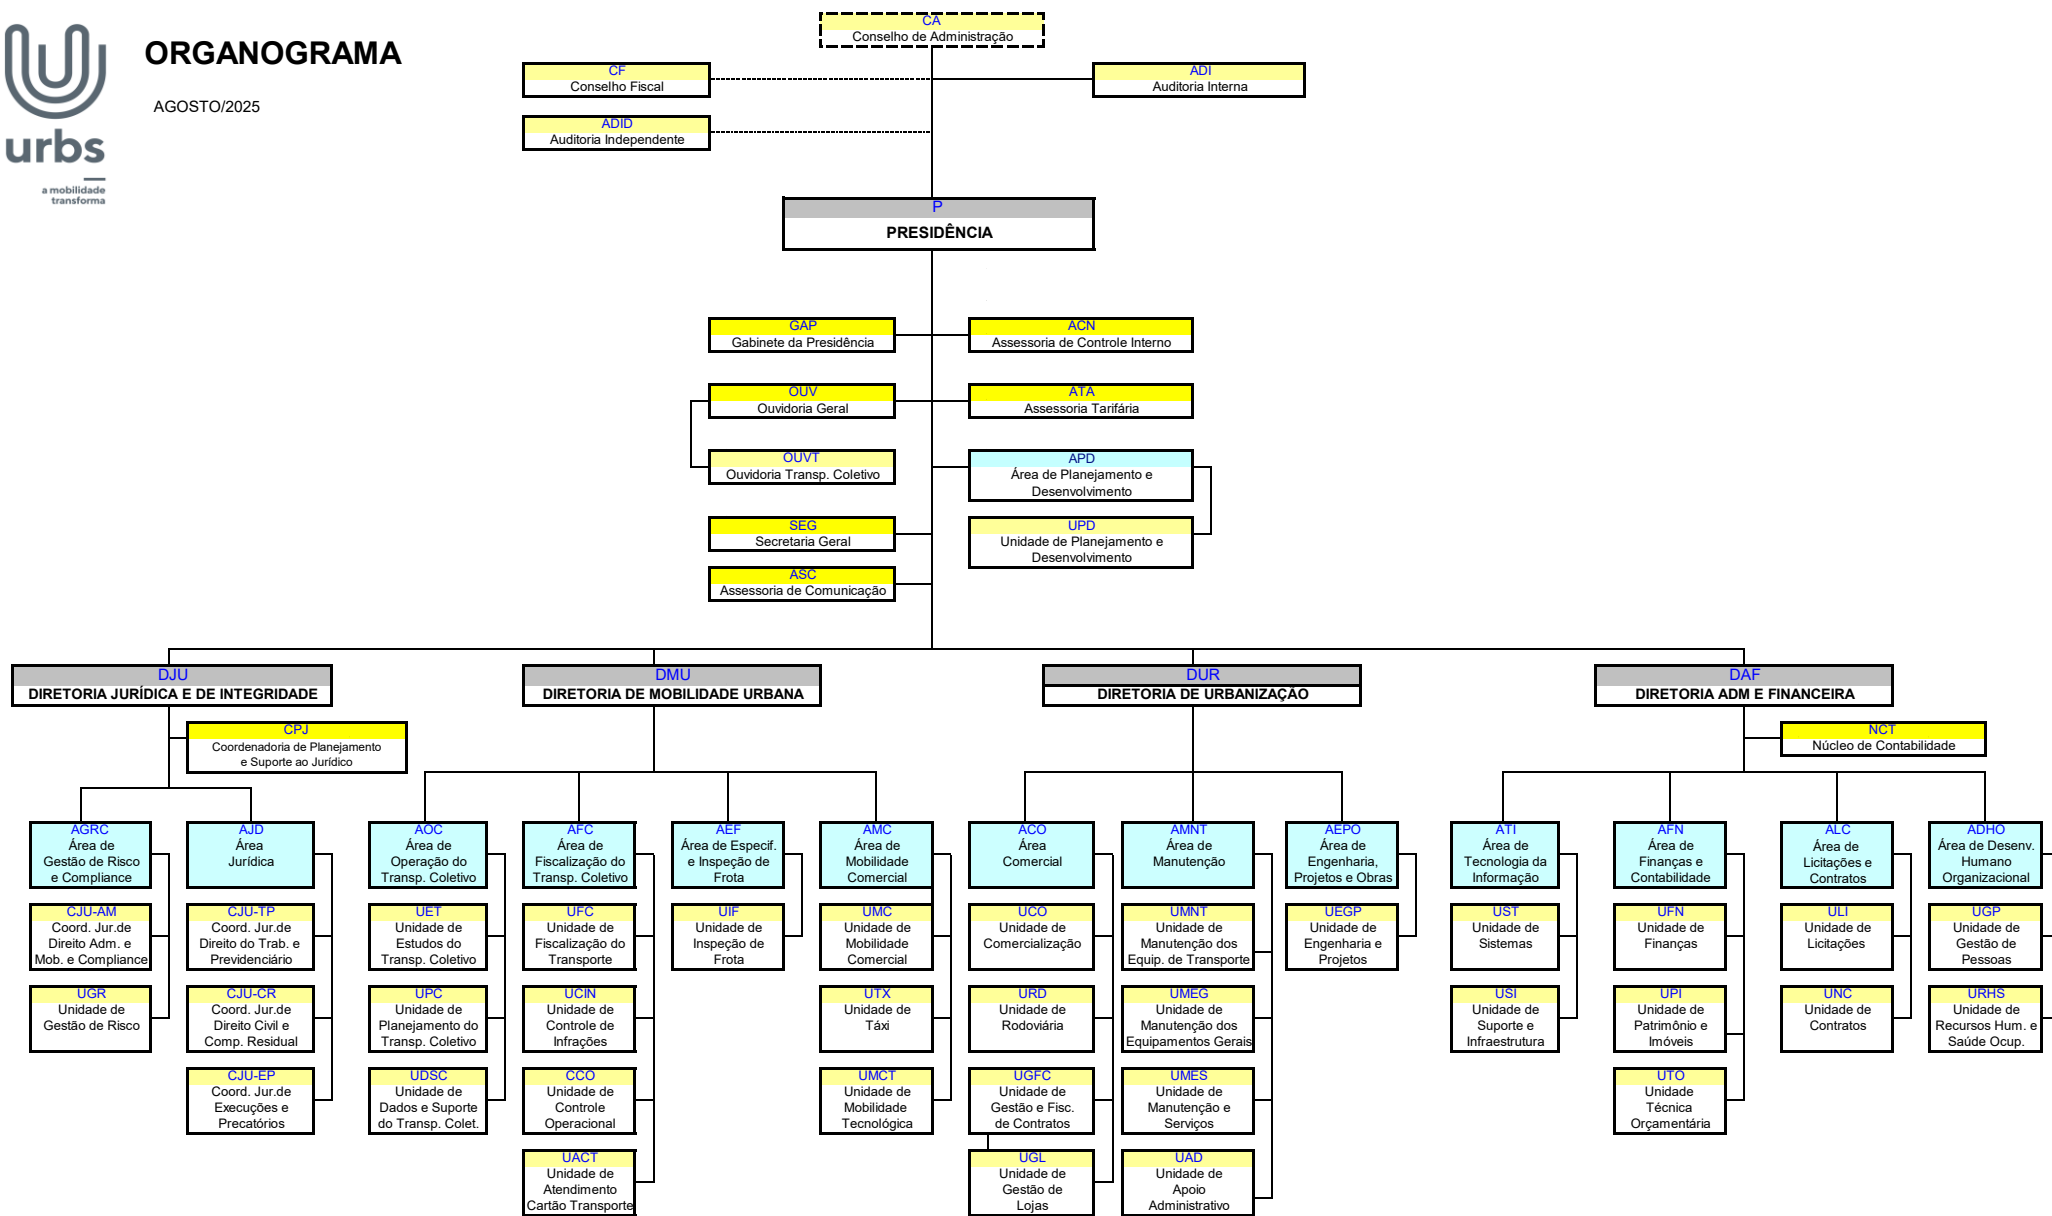 urbs
a mobilidade
transforma
ORGANOGRAMA
AGOSTO/2025
CA
Conselho de Administração
CF
Conselho Fiscal
ADI
Auditoria Interna
ADID
Auditoria Independente
P
PRESIDÊNCIA
GAP
Gabinete da Presidência
ACN
Assessoria de Controle Interno
OUV
Ouvidoria Geral
ATA
Assessoria Tarifária
OUVT
Ouvidoria Transp. Coletivo
APD
Área de Planejamento e
Desenvolvimento
SEG
Secretaria Geral
UPD
Unidade de Planejamento e
Desenvolvimento
ASC
Assessoria de Comunicação
DJU
DIRETORIA JURÍDICA E DE INTEGRIDADE
CPJ
Coordenadoria de Planejamento
e Suporte ao Jurídico
AGRC
Área de
Gestão de Risco
e Compliance
CJU-AM
Coord. Jur.de
Direito Adm. e
Mob. e Compliance
UGR
Unidade de
Gestão de Risco
AJD
Área
Jurídica
CJU-TP
Coord. Jur.de
Direito do Trab. e
Previdenciário
CJU-CR
Coord. Jur.de
Direito Civil e
Comp. Residual
CJU-EP
Coord. Jur.de
Execuções e
Precatórios
DMU
DIRETORIA DE MOBILIDADE URBANA
AOC
Área de
Operação do
Transp. Coletivo
UET
Unidade de
Estudos do
Transp. Coletivo
UPC
Unidade de
Planejamento do
Transp. Coletivo
UDSC
Unidade de
Dados e Suporte
do Transp. Colet.
AFC
Área de
Fiscalização do
Transp. Coletivo
UFC
Unidade de
Fiscalização do
Transporte
UCIN
Unidade de
Controle de
Infrações
CCO
Unidade de
Controle
Operacional
UACT
Unidade de
Atendimento
Cartão Transporte
AEF
Área de Especif.
e Inspeção de
Frota
UIF
Unidade de
Inspeção de
Frota
AMC
Área de
Mobilidade
Comercial
UMC
Unidade de
Mobilidade
Comercial
UTX
Unidade de
Táxi
UMCT
Unidade de
Mobilidade
Tecnológica
DUR
DIRETORIA DE URBANIZAÇÃO
ACO
Área
Comercial
UCO
Unidade de
Comercialização
URD
Unidade de
Rodoviária
UGFC
Unidade de
Gestão e Fisc.
de Contratos
UGL
Unidade de
Gestão de
Lojas
AMNT
Área de
Manutenção
UMNT
Unidade de
Manutenção dos
Equip. de Transporte
UMEG
Unidade de
Manutenção dos
Equipamentos Gerais
UMES
Unidade de
Manutenção e
Serviços
UAD
Unidade de
Apoio
Administrativo
AEPO
Área de
Engenharia,
Projetos e Obras
UEGP
Unidade de
Engenharia e
Projetos
DAF
DIRETORIA ADM E FINANCEIRA
NCT
Núcleo de Contabilidade
ATI
Área de
Tecnologia da
Informação
UST
Unidade de
Sistemas
USI
Unidade de
Suporte e
Infraestrutura
AFN
Área de
Finanças e
Contabilidade
UFN
Unidade de
Finanças
UPI
Unidade de
Patrimônio e
Imóveis
UTO
Unidade
Técnica
Orçamentária
ALC
Área de
Licitações e
Contratos
ULI
Unidade de
Licitações
UNC
Unidade de
Contratos
ADHO
Área de Desenv.
Humano
Organizacional
UGP
Unidade de
Gestão de
Pessoas
URHS
Unidade de
Recursos Hum. e
Saúde Ocup.